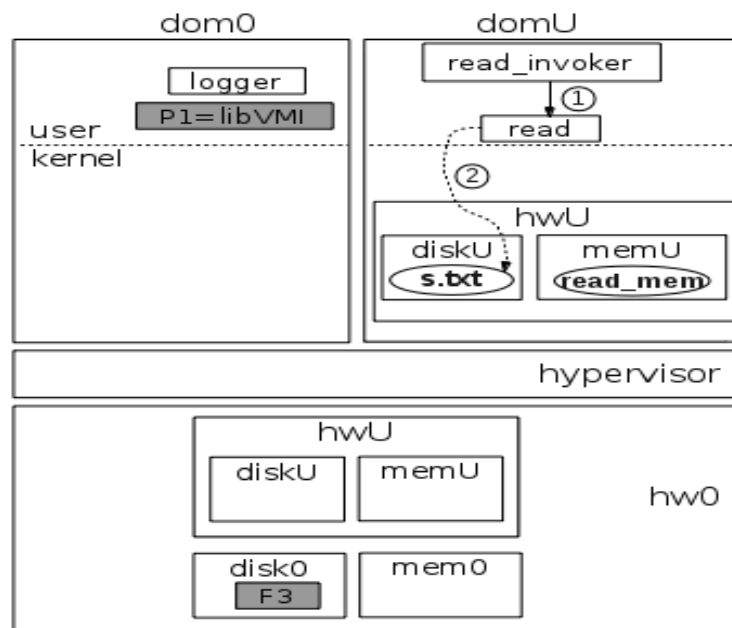 dom0
domU
logger
P1=libVMI
user
kernel
read_invoker
1
read
2
hwU
diskU
memU
s.txt
read_mem
hypervisor
hwU
diskU
memU
hw0
disk0
mem0
F3